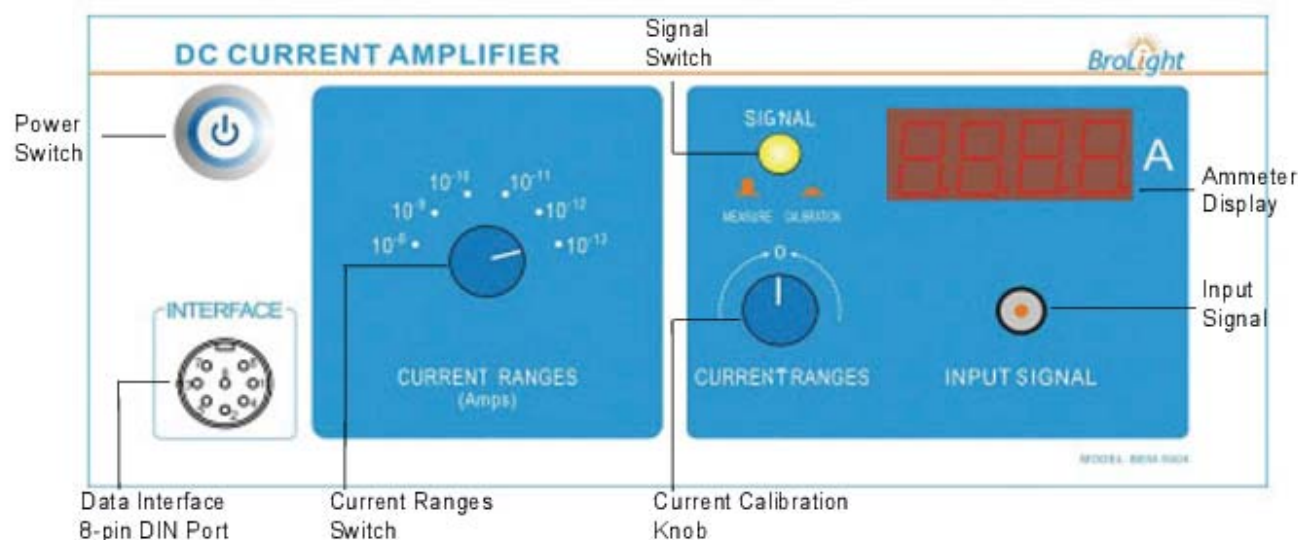 DC CURRENT AMPLIFIER
Signal
Switch
BroLight
Power
Switch
SIGNAL
A
Ammeter
Display
10⁻¹⁰
10⁻¹¹
10⁻⁹
10⁻¹²
10⁻⁸
10⁻¹³
MEASURE
CALIBRATION
0
INTERFACE
Input
Signal
CURRENT RANGES
(Amps)
CURRENT RANGES
INPUT SIGNAL
Data Interface
8-pin DIN Port
Current Ranges
Switch
Current Calibration
Knob